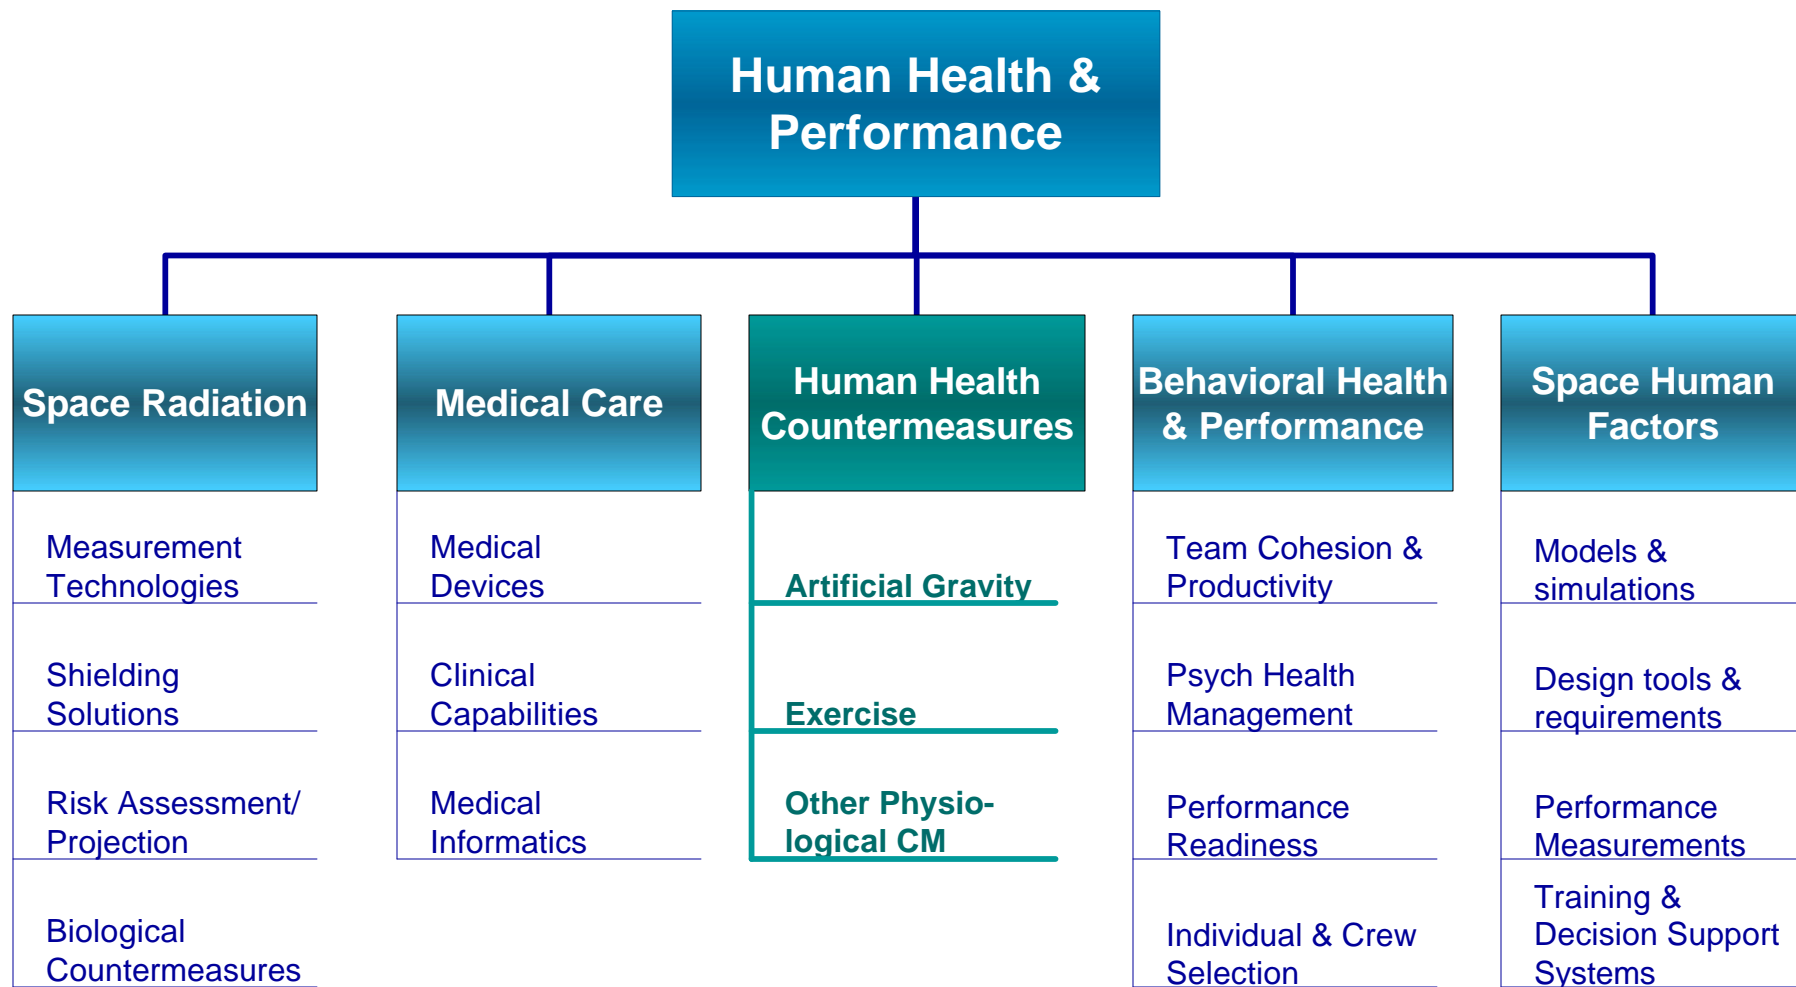 Human Health &
Performance
Space Radiation
Measurement
Technologies
Shielding
Solutions
Risk Assessment/
Projection
Biological
Countermeasures
Medical Care
Medical
Devices
Clinical
Capabilities
Medical
Informatics
Human Health
Countermeasures
Artificial Gravity
Exercise
Other Physio-
logical CM
Behavioral Health
& Performance
Team Cohesion &
Productivity
Psych Health
Management
Performance
Readiness
Individual & Crew
Selection
Space Human
Factors
Models &
simulations
Design tools &
requirements
Performance
Measurements
Training &
Decision Support
Systems